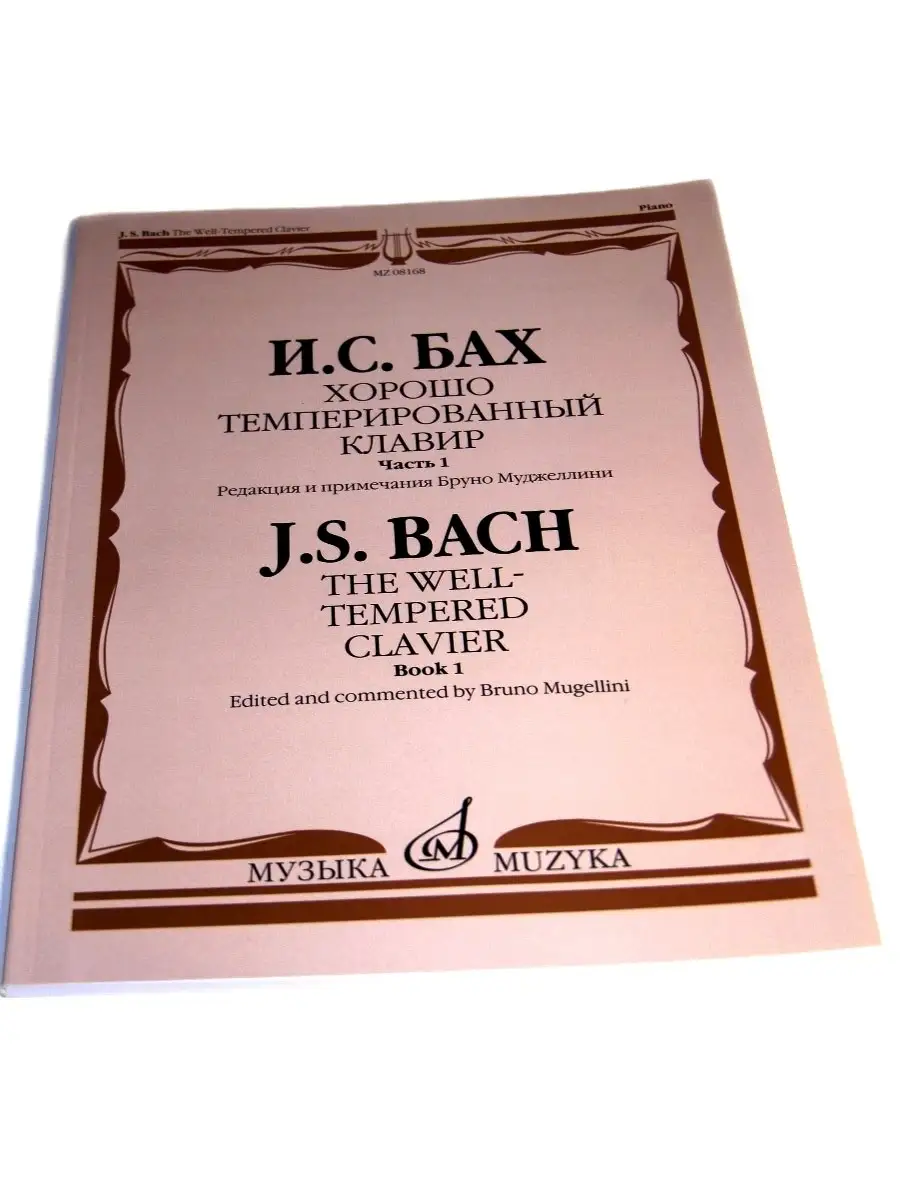 J. S. Bach The Well-Tempered Clavier
Piano
MZ 08168
И.С. БАХ
ХОРОШО
ТЕМПЕРИРОВАННЫЙ
КЛАВИР
Часть 1
Редакция и примечания Бруно Муджеллини
J.S. BACH
THE WELL-
TEMPERED
CLAVIER
Book 1
Edited and commented by Bruno Mugellini
МУЗЫКА M MUZYKA